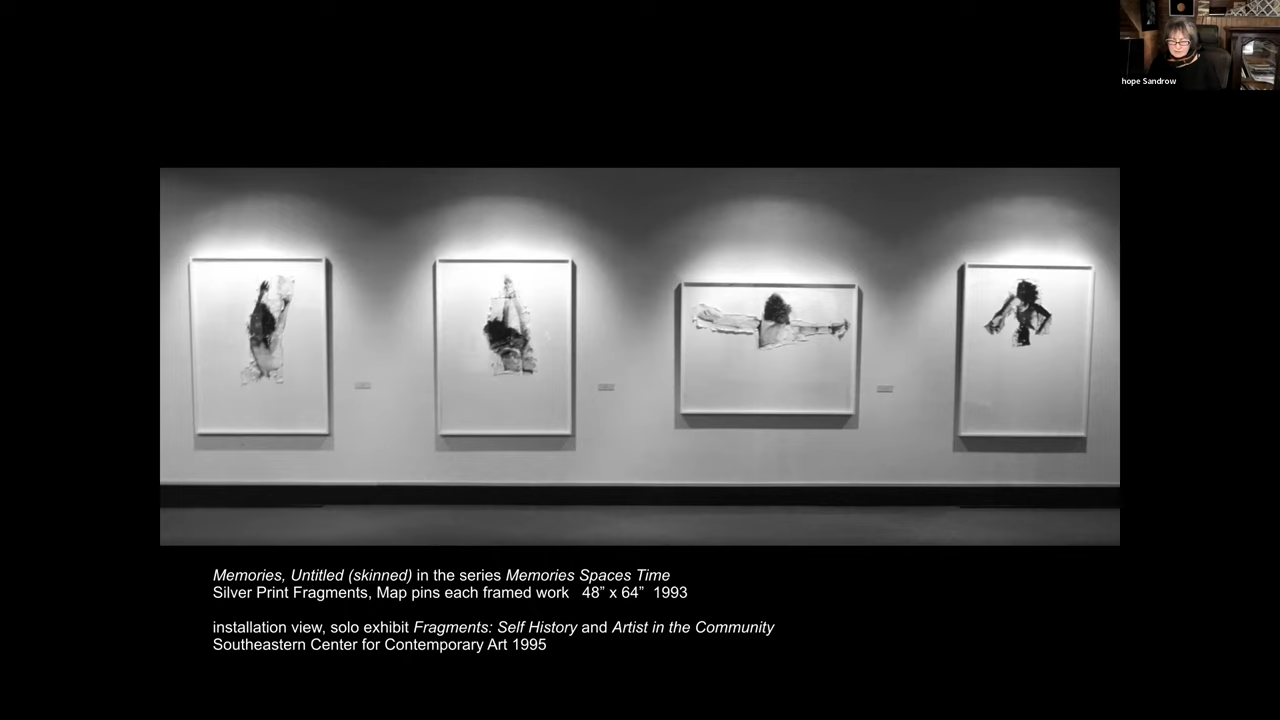 hope Sandrow
Memories, Untitled (skinned) in the series Memories Spaces Time
Silver Print Fragments, Map pins each framed work 48” x 64” 1993
installation view, solo exhibit Fragments: Self History and Artist in the Community
Southeastern Center for Contemporary Art 1995